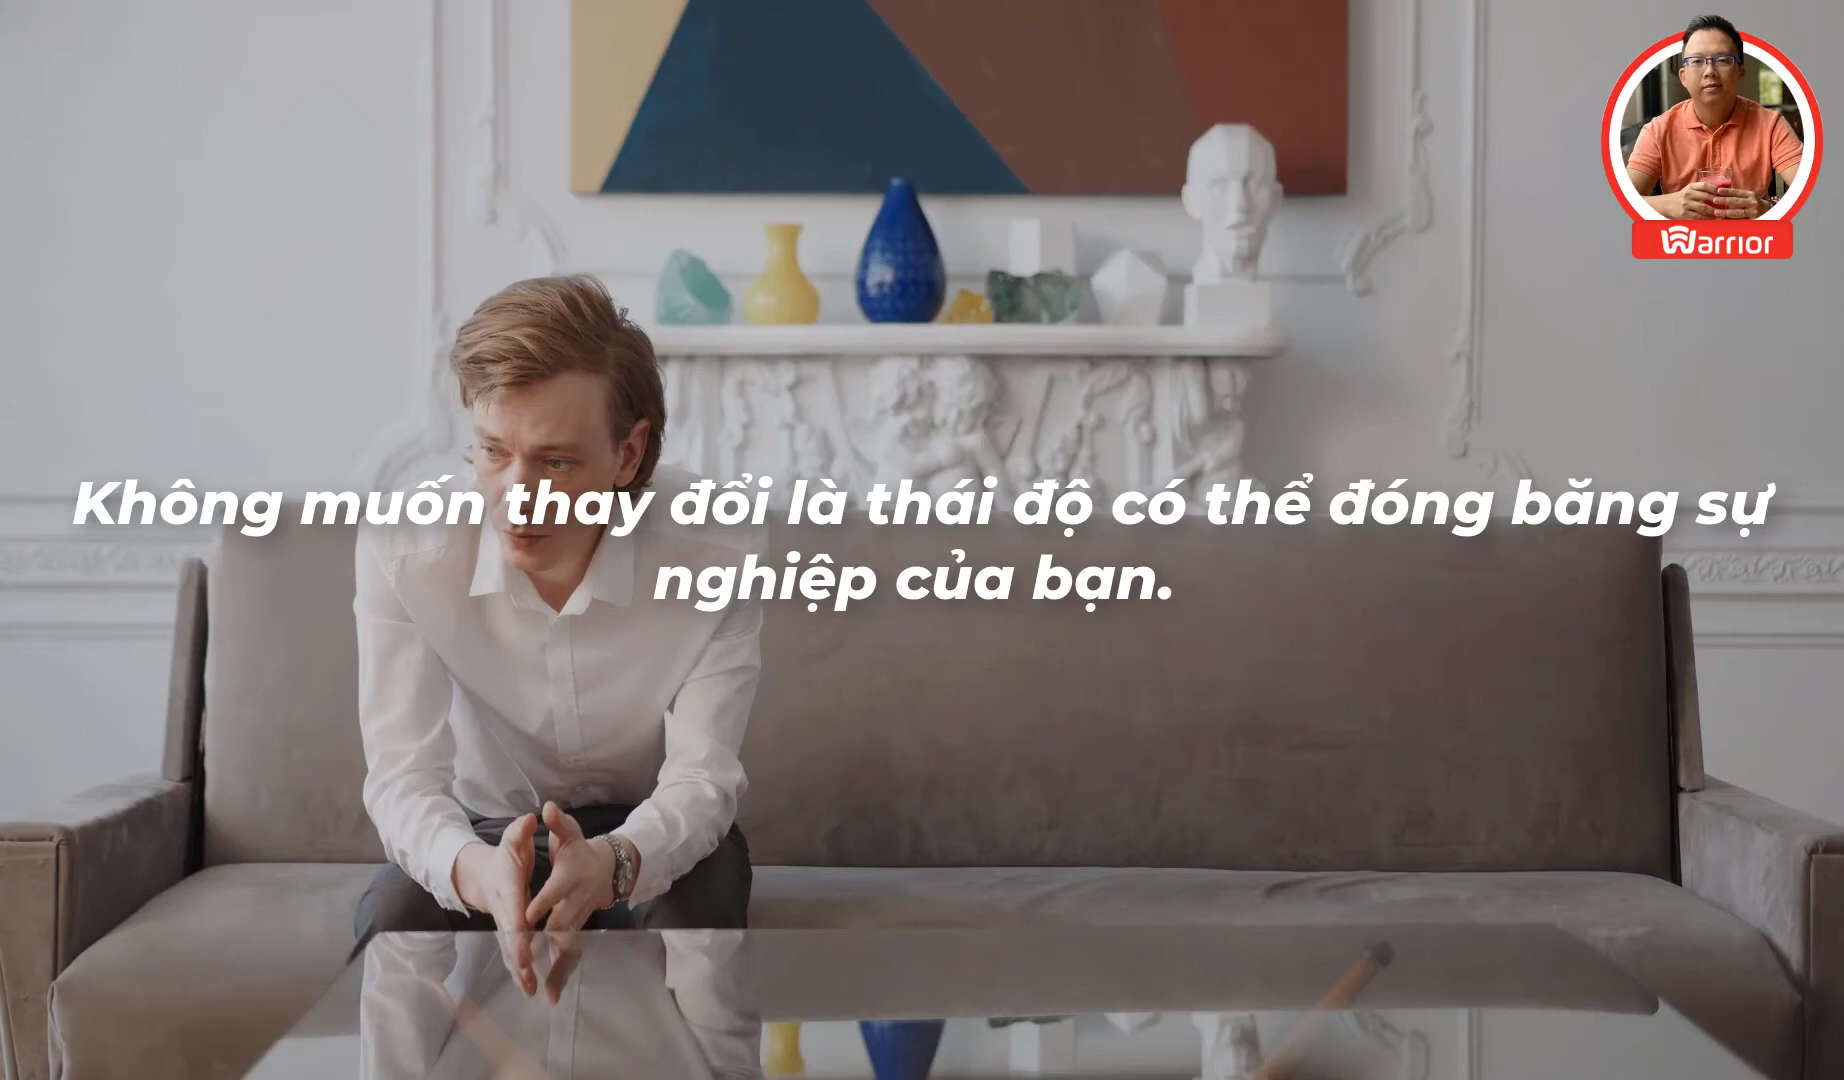 Warrior
Không muốn thay đổi là thái độ có thể đóng băng sự
nghiệp của bạn.